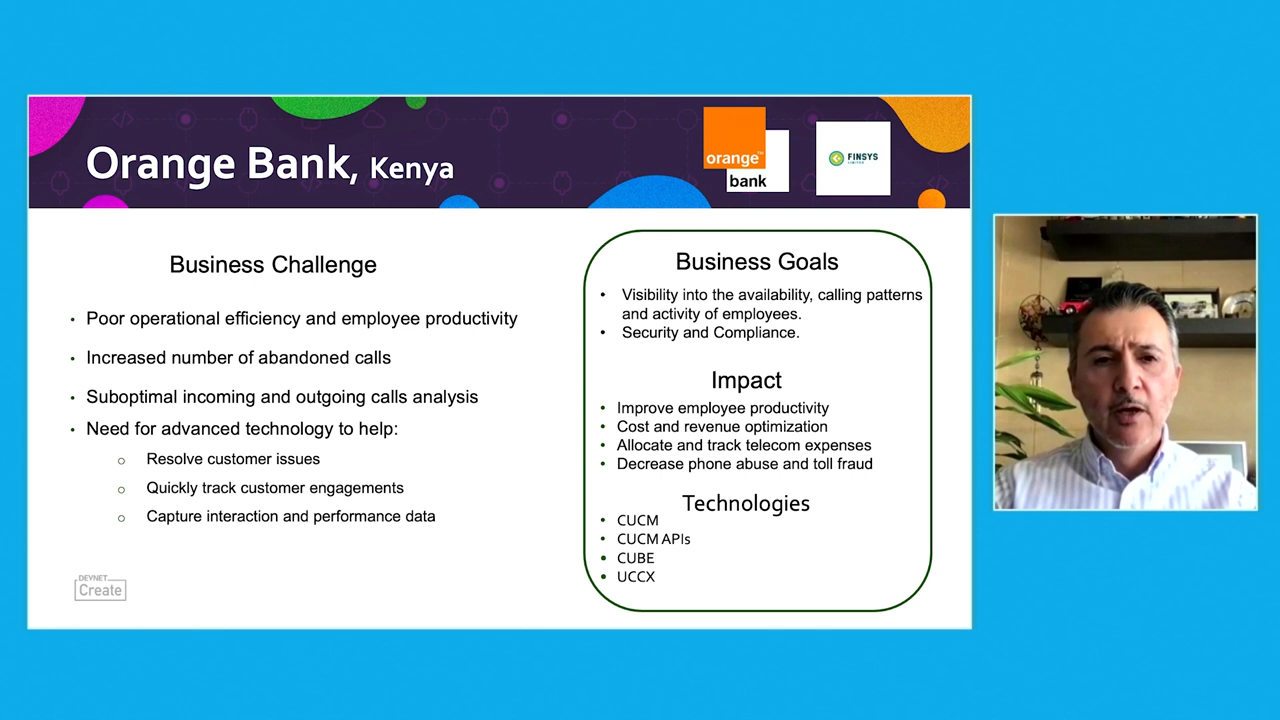 Orange Bank, Kenya
orange™
bank
FINSYS
LIMITED
Business Challenge
• Poor operational efficiency and employee productivity
• Increased number of abandoned calls
• Suboptimal incoming and outgoing calls analysis
• Need for advanced technology to help:
o Resolve customer issues
o Quickly track customer engagements
o Capture interaction and performance data
DEVNET
Create
Business Goals
• Visibility into the availability, calling patterns
and activity of employees.
• Security and Compliance.
Impact
• Improve employee productivity
• Cost and revenue optimization
• Allocate and track telecom expenses
• Decrease phone abuse and toll fraud
Technologies
• CUCM
• CUCM APIs
• CUBE
• UCCX